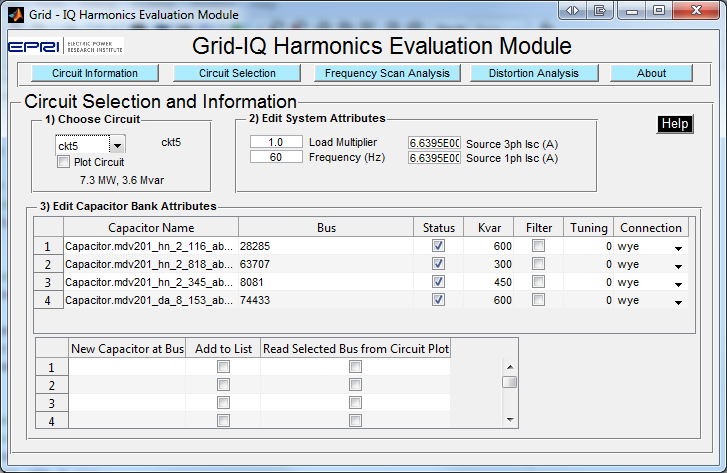 Grid - IQ Harmonics Evaluation Module
EPRI ELECTRIC POWER RESEARCH INSTITUTE
Grid-IQ Harmonics Evaluation Module
Circuit Information Circuit Selection Frequency Scan Analysis Distortion Analysis About
Circuit Selection and Information
Help
1) Choose Circuit
ckt5 ckt5
Plot Circuit
7.3 MW, 3.6 Mvar
2) Edit System Attributes
1.0 Load Multiplier 6.6395E00 Source 3ph Isc (A)
60 Frequency (Hz) 6.6395E00 Source 1ph Isc (A)
3) Edit Capacitor Bank Attributes
Capacitor Name Bus Status Kvar Filter Tuning Connection
1 Capacitor.mdv201_hn_2_116_ab... 28285 600 0 wye
2 Capacitor.mdv201_hn_2_818_ab... 63707 300 0 wye
3 Capacitor.mdv201_hn_2_345_ab... 8081 450 0 wye
4 Capacitor.mdv201_da_8_153_ab... 74433 600 0 wye
New Capacitor at Bus Add to List Read Selected Bus from Circuit Plot
1
2
3
4